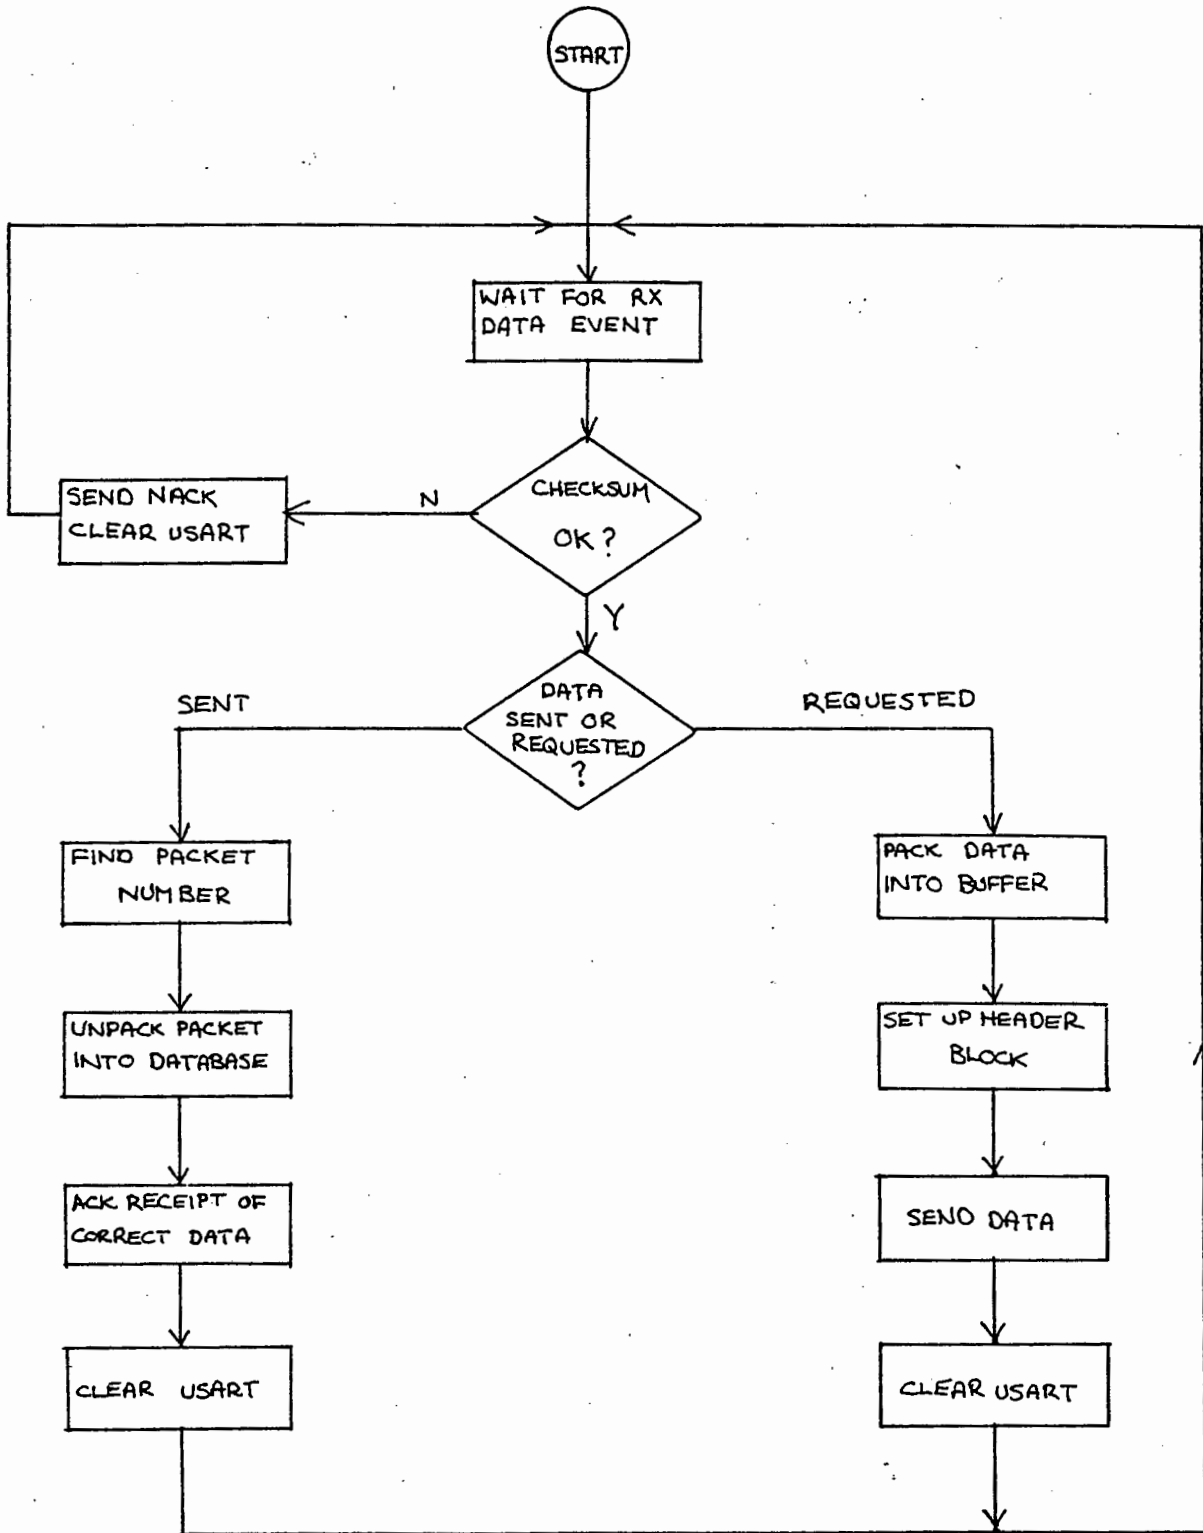 START
WAIT FOR RX
DATA EVENT
CHECKSUM
OK?
N
SEND NACK
CLEAR USART
Y
DATA
SENT OR
REQUESTED
?
SENT
REQUESTED
FIND PACKET
NUMBER
UNPACK PACKET
INTO DATABASE
ACK RECEIPT OF
CORRECT DATA
CLEAR USART
PACK DATA
INTO BUFFER
SET UP HEADER
BLOCK
SEND DATA
CLEAR USART